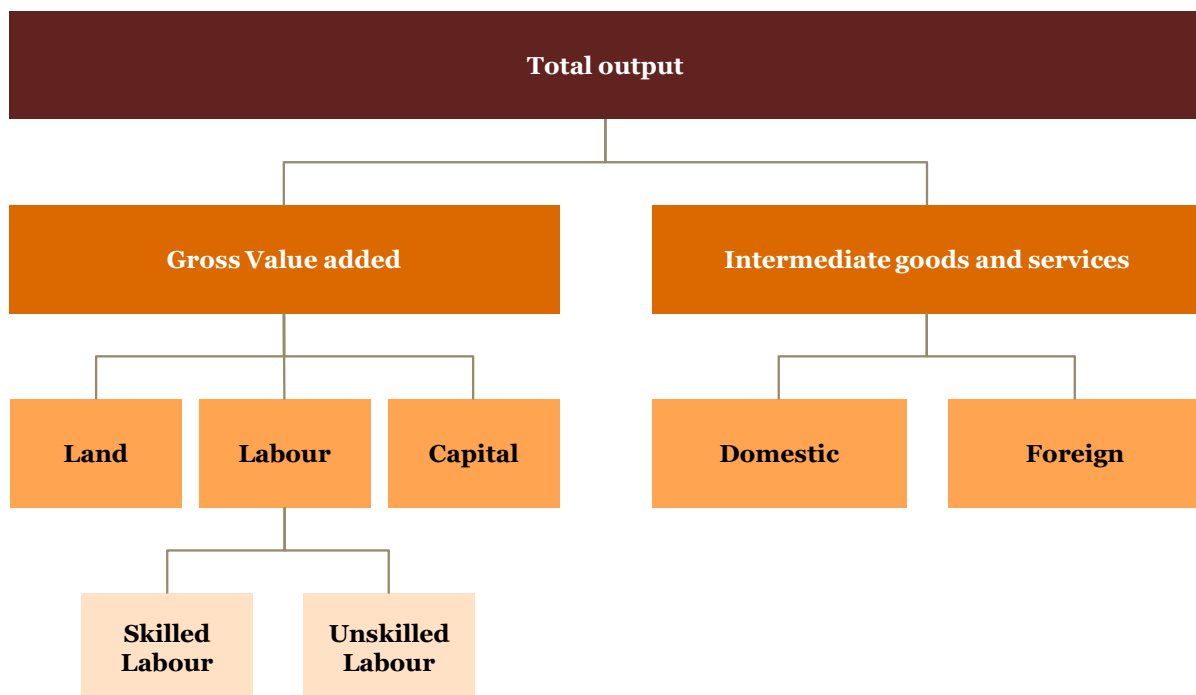 Total output
Gross Value added
Intermediate goods and services
Land
Labour
Capital
Domestic
Foreign
Skilled
Labour
Unskilled
Labour